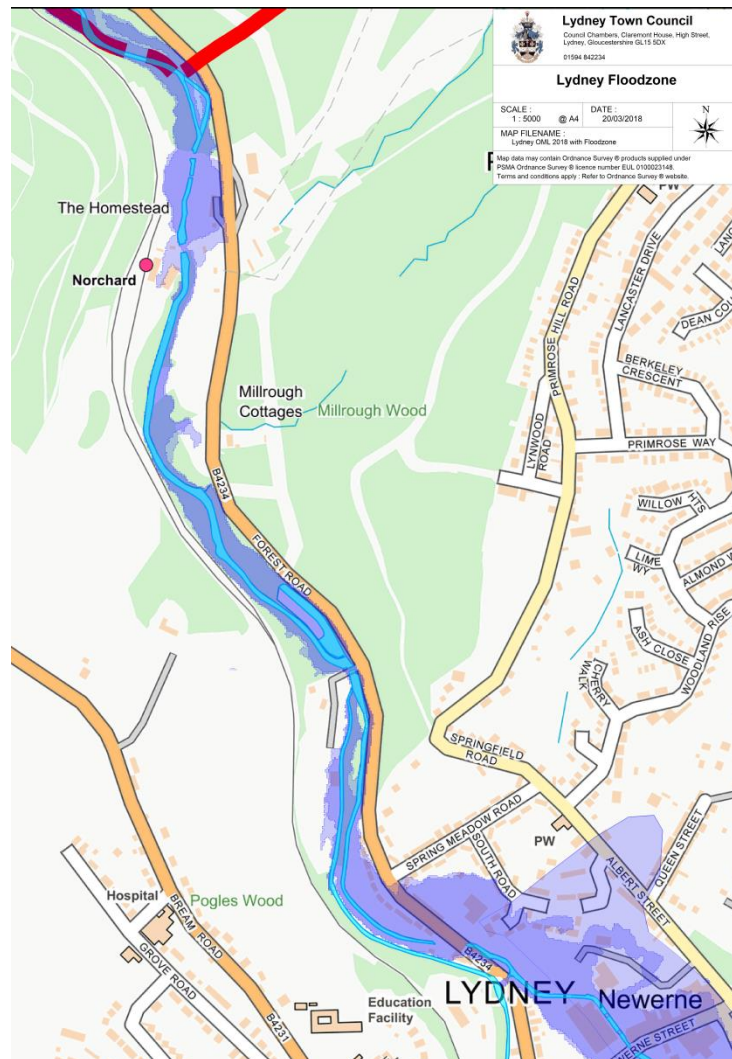 Lydney Town Council
Council Chambers, Claremont House, High Street,
Lydney, Gloucestershire GL15 5DX
01594 842234
Lydney Floodzone
SCALE :
1 : 5000 @ A4
DATE :
20/03/2018
N
MAP FILENAME :
Lydney OML 2018 with Floodzone
Map data may contain Ordnance Survey ® products supplied under
PSMA Ordnance Survey ® licence number EUL 0100023148.
Terms and conditions apply : Refer to Ordnance Survey ® website.
PW
The Homestead
Norchard
LANCASTER DRIVE
DEAN
PRIMROSE HILL ROAD
BERKELEY
CRESCENT
Millrough
Cottages
Millrough Wood
LYNWOOD
ROAD
PRIMROSE WAY
B4234
WILLOW HTS
FOREST ROAD
LIME
WY
ALMOND
ASH CLOSE
WOODLAND RISE
CHERRY
WALK
SPRINGFIELD
ROAD
SPRING MEADOW ROAD
SOUTH ROAD
PW
ALBERT STREET
QUEEN STREET
Hospital
Pogles Wood
BREAM ROAD
GROVE ROAD
B4234
LYDNEY
Newerne
Education
Facility
B4231
STREET